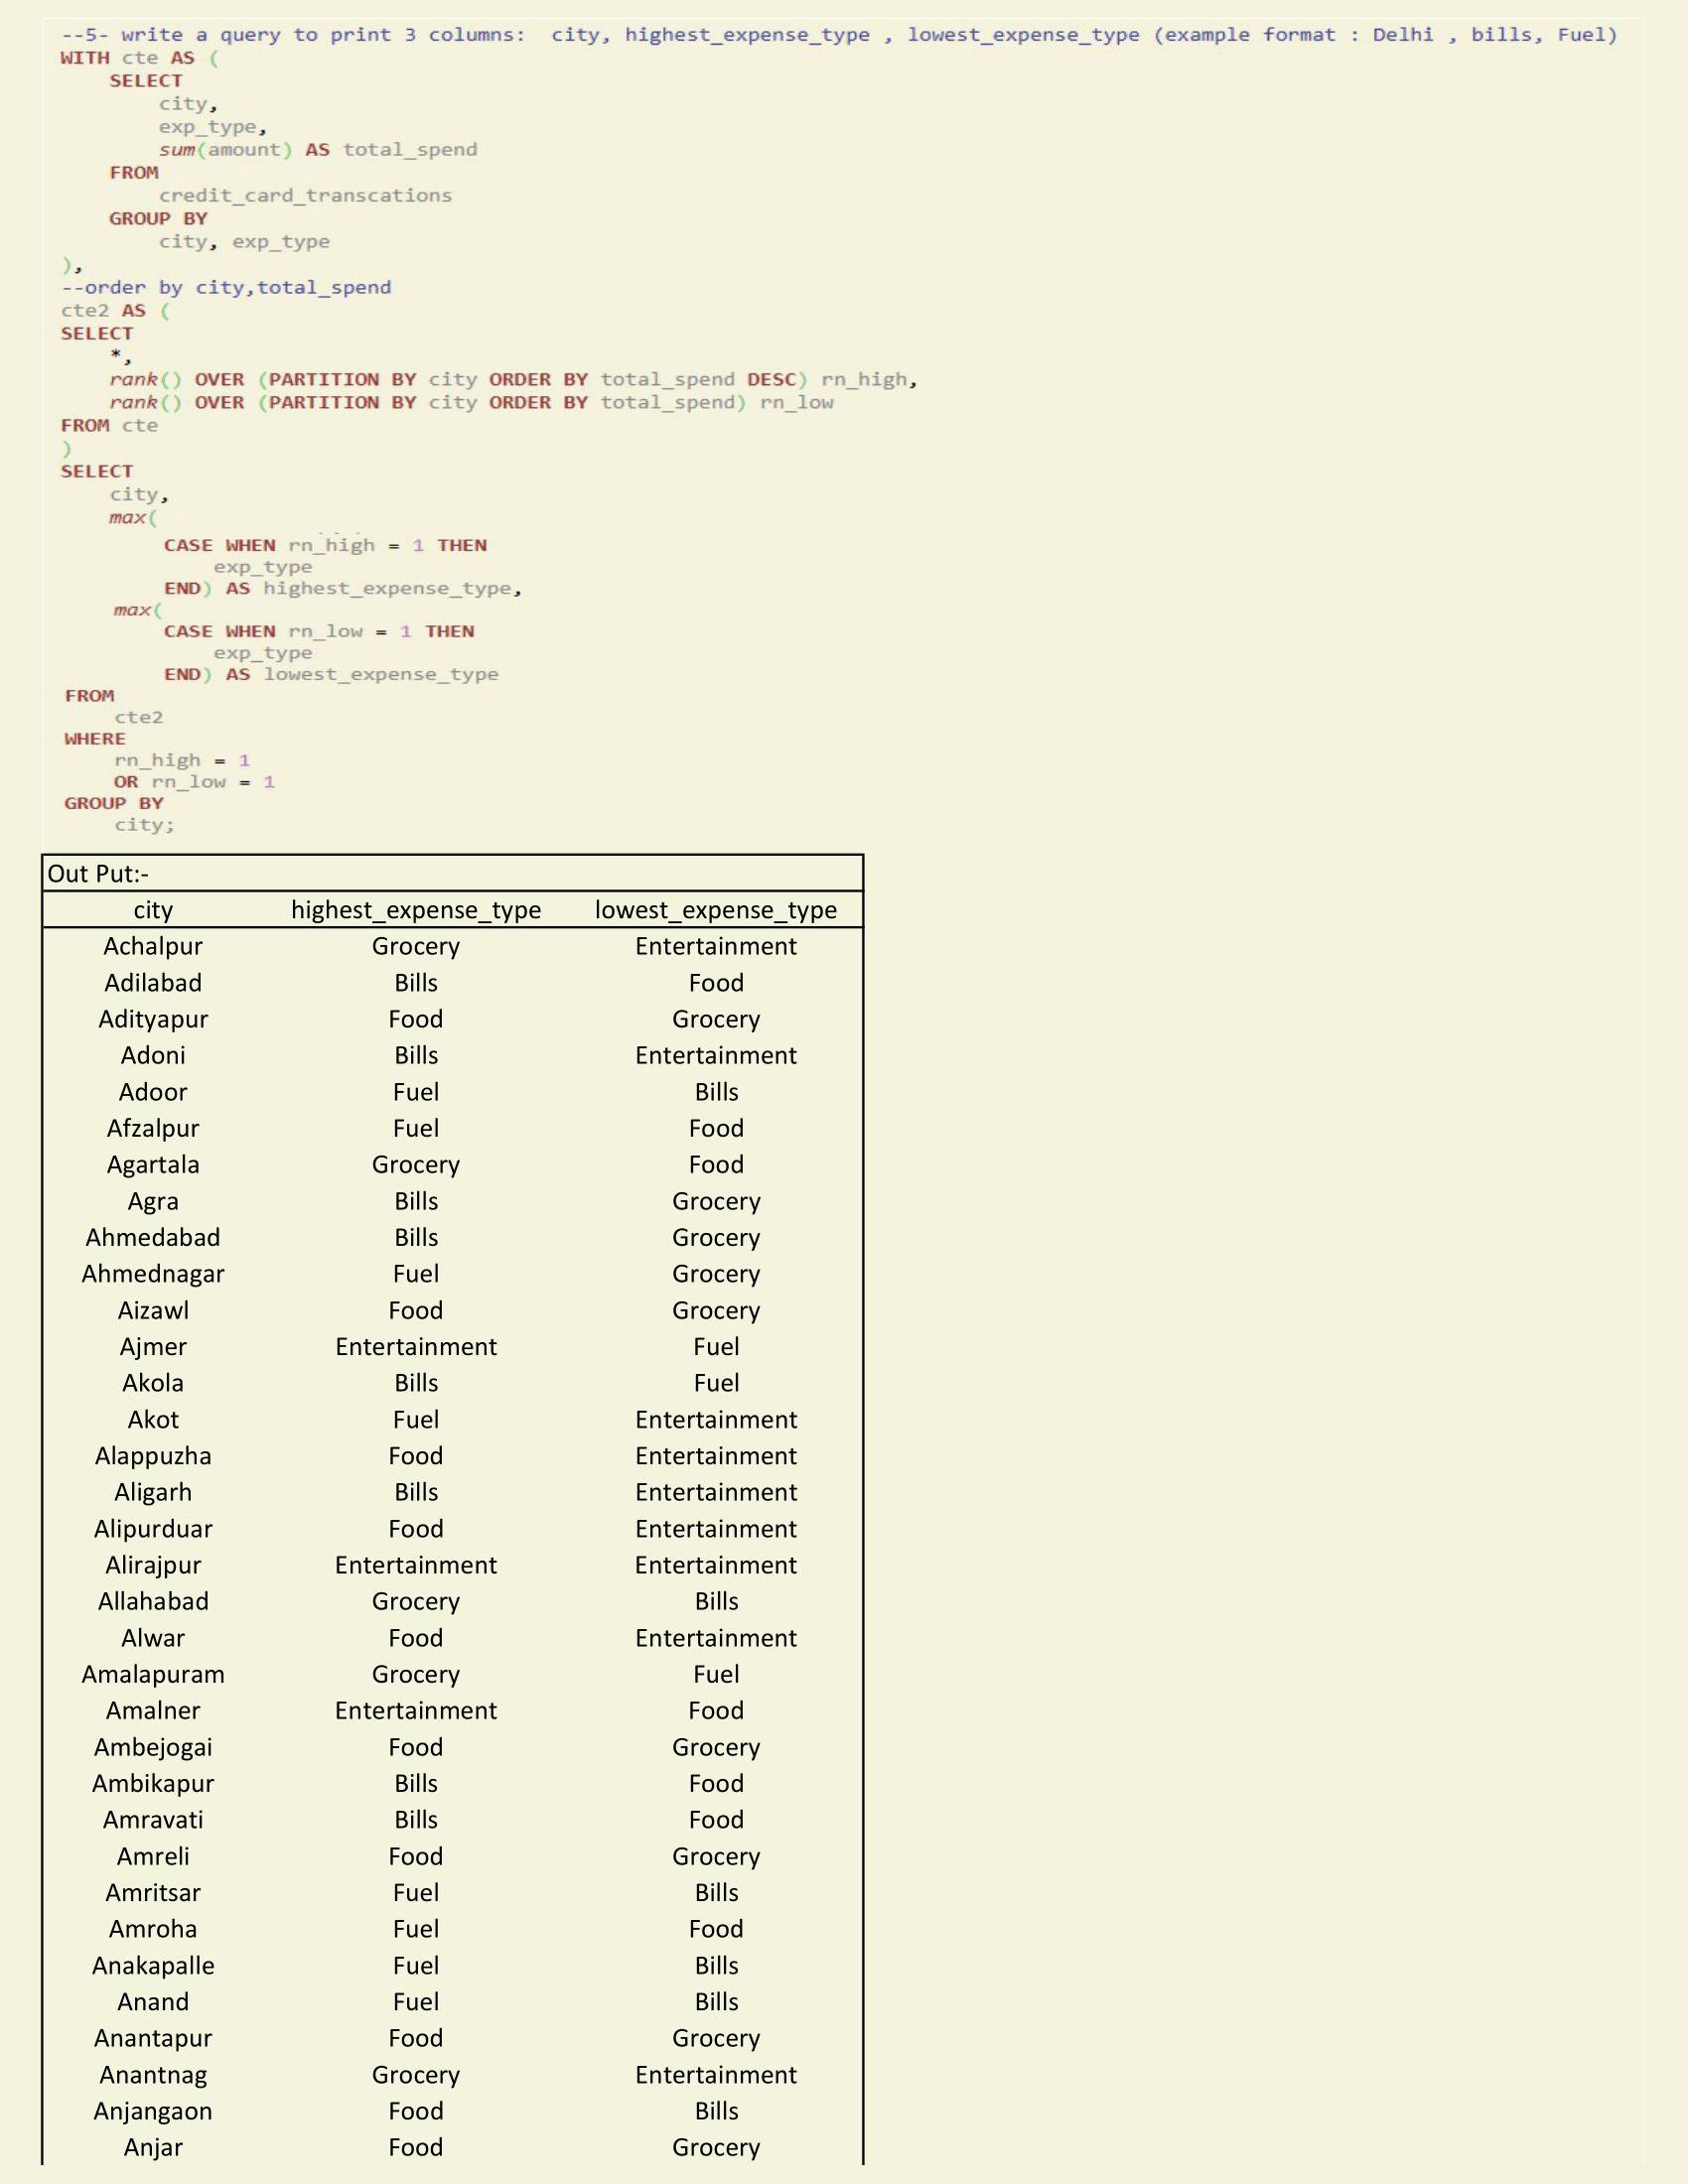 --5- write a query to print 3 columns:  city, highest_expense_type , lowest_expense_type (example format : Delhi , bills, Fuel)
WITH cte AS (
    SELECT
        city,
        exp_type,
        sum(amount) AS total_spend
    FROM
        credit_card_transcations
    GROUP BY
        city, exp_type
),
--order by city,total_spend
cte2 AS (
SELECT
    *,
    rank() OVER (PARTITION BY city ORDER BY total_spend DESC) rn_high,
    rank() OVER (PARTITION BY city ORDER BY total_spend) rn_low
FROM cte
)
SELECT
    city,
    max(
        CASE WHEN rn_high = 1 THEN
            exp_type
        END) AS highest_expense_type,
    max(
        CASE WHEN rn_low = 1 THEN
            exp_type
        END) AS lowest_expense_type
FROM
    cte2
WHERE
    rn_high = 1
    OR rn_low = 1
GROUP BY
    city;
Out Put:-
city highest_expense_type lowest_expense_type
Achalpur Grocery Entertainment
Adilabad Bills Food
Adityapur Food Grocery
Adoni Bills Entertainment
Adoor Fuel Bills
Afzalpur Fuel Food
Agartala Grocery Food
Agra Bills Grocery
Ahmedabad Bills Grocery
Ahmednagar Fuel Grocery
Aizawl Food Grocery
Ajmer Entertainment Fuel
Akola Bills Fuel
Akot Fuel Entertainment
Alappuzha Food Entertainment
Aligarh Bills Entertainment
Alipurduar Food Entertainment
Alirajpur Entertainment Entertainment
Allahabad Grocery Bills
Alwar Food Entertainment
Amalapuram Grocery Fuel
Amalner Entertainment Food
Ambejogai Food Grocery
Ambikapur Bills Food
Amravati Bills Food
Amreli Food Grocery
Amritsar Fuel Bills
Amroha Fuel Food
Anakapalle Fuel Bills
Anand Fuel Bills
Anantapur Food Grocery
Anantnag Grocery Entertainment
Anjangaon Food Bills
Anjar Food Grocery